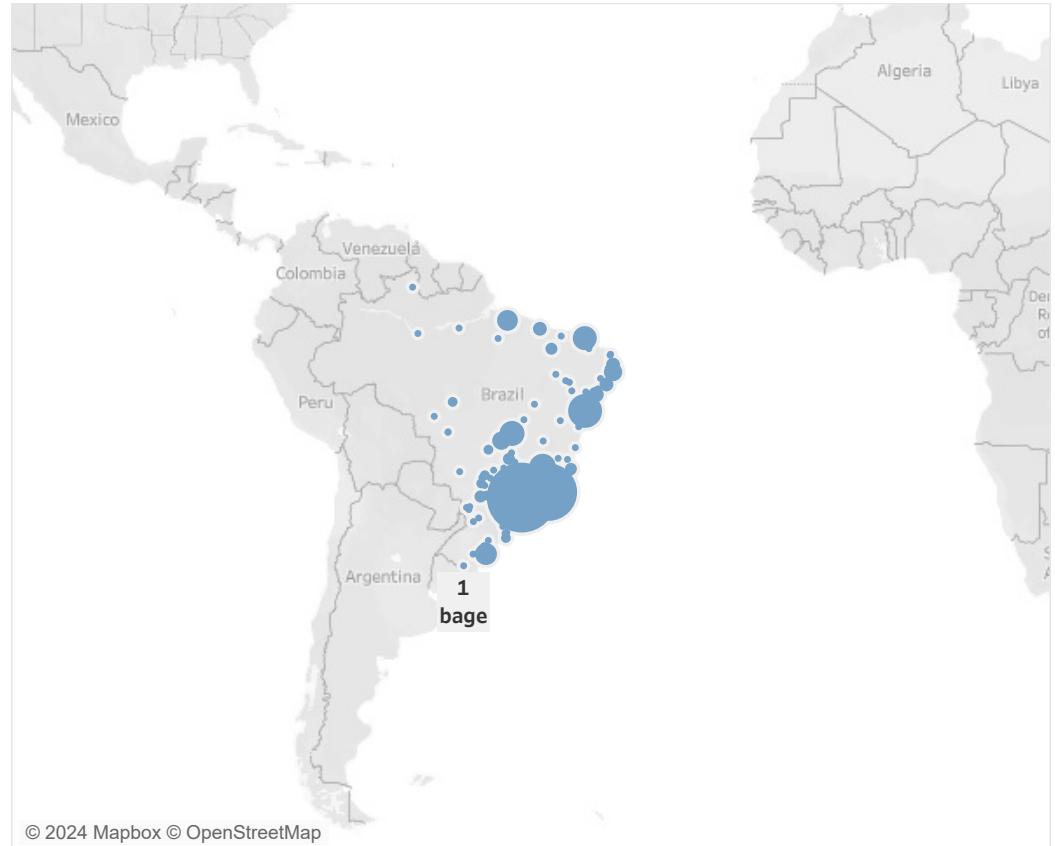 Algeria
Libya
Mexico
Venezuela
Colombia
Brazil
Peru
Argentina
1
bage
© 2024 Mapbox © OpenStreetMap